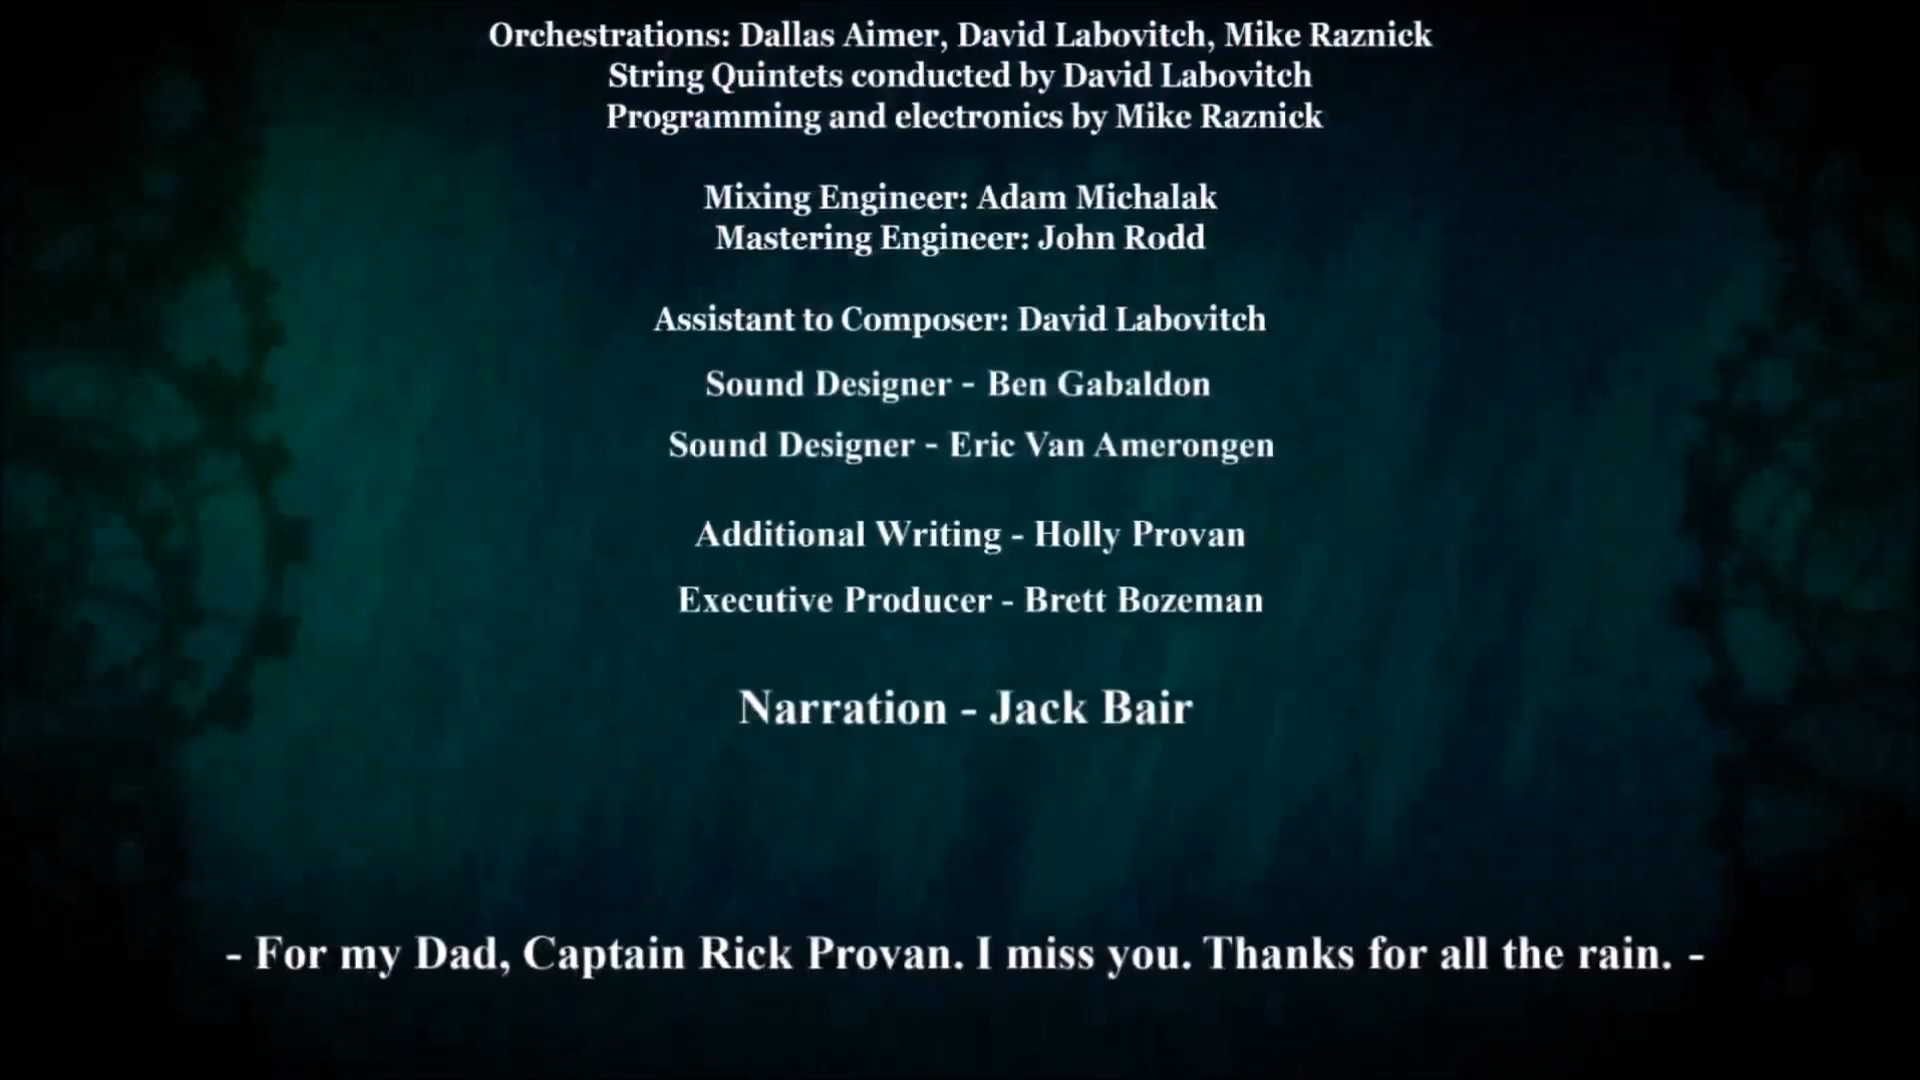 Orchestrations: Dallas Aimer, David Labovitch, Mike Raznick
String Quintets conducted by David Labovitch
Programming and electronics by Mike Raznick
Mixing Engineer: Adam Michalak
Mastering Engineer: John Rodd
Assistant to Composer: David Labovitch
Sound Designer - Ben Gabaldon
Sound Designer - Eric Van Amerongen
Additional Writing - Holly Provan
Executive Producer - Brett Bozeman
Narration - Jack Bair
- For my Dad, Captain Rick Provan. I miss you. Thanks for all the rain. -